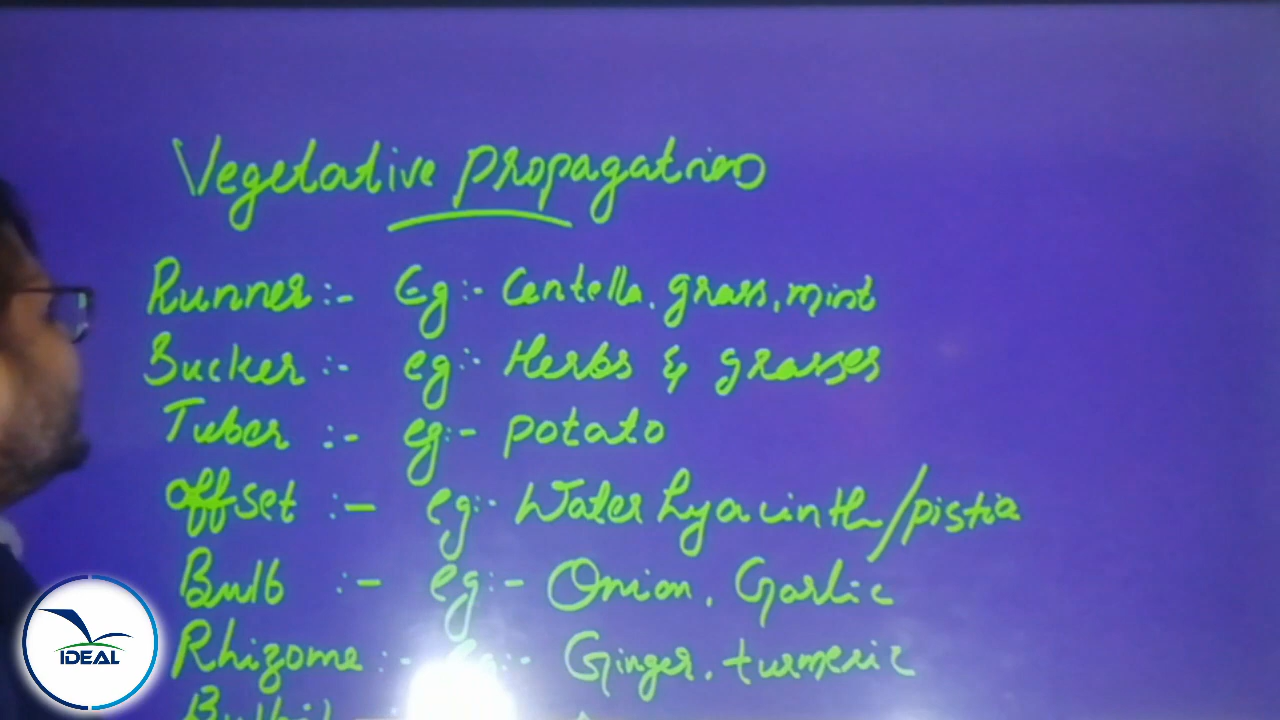 Vegetative Propagation
Runner:- Eg:- Centella, grass, mint
Sucker:- eg:- Herbs & grasses
Tuber:- eg:- potato
offset:- eg:- Water hyacinth/pistia
Bulb:- eg:- Onion, Garlic
Rhizome:- eg:- Ginger, turmeric
Bulbil
IDEAL